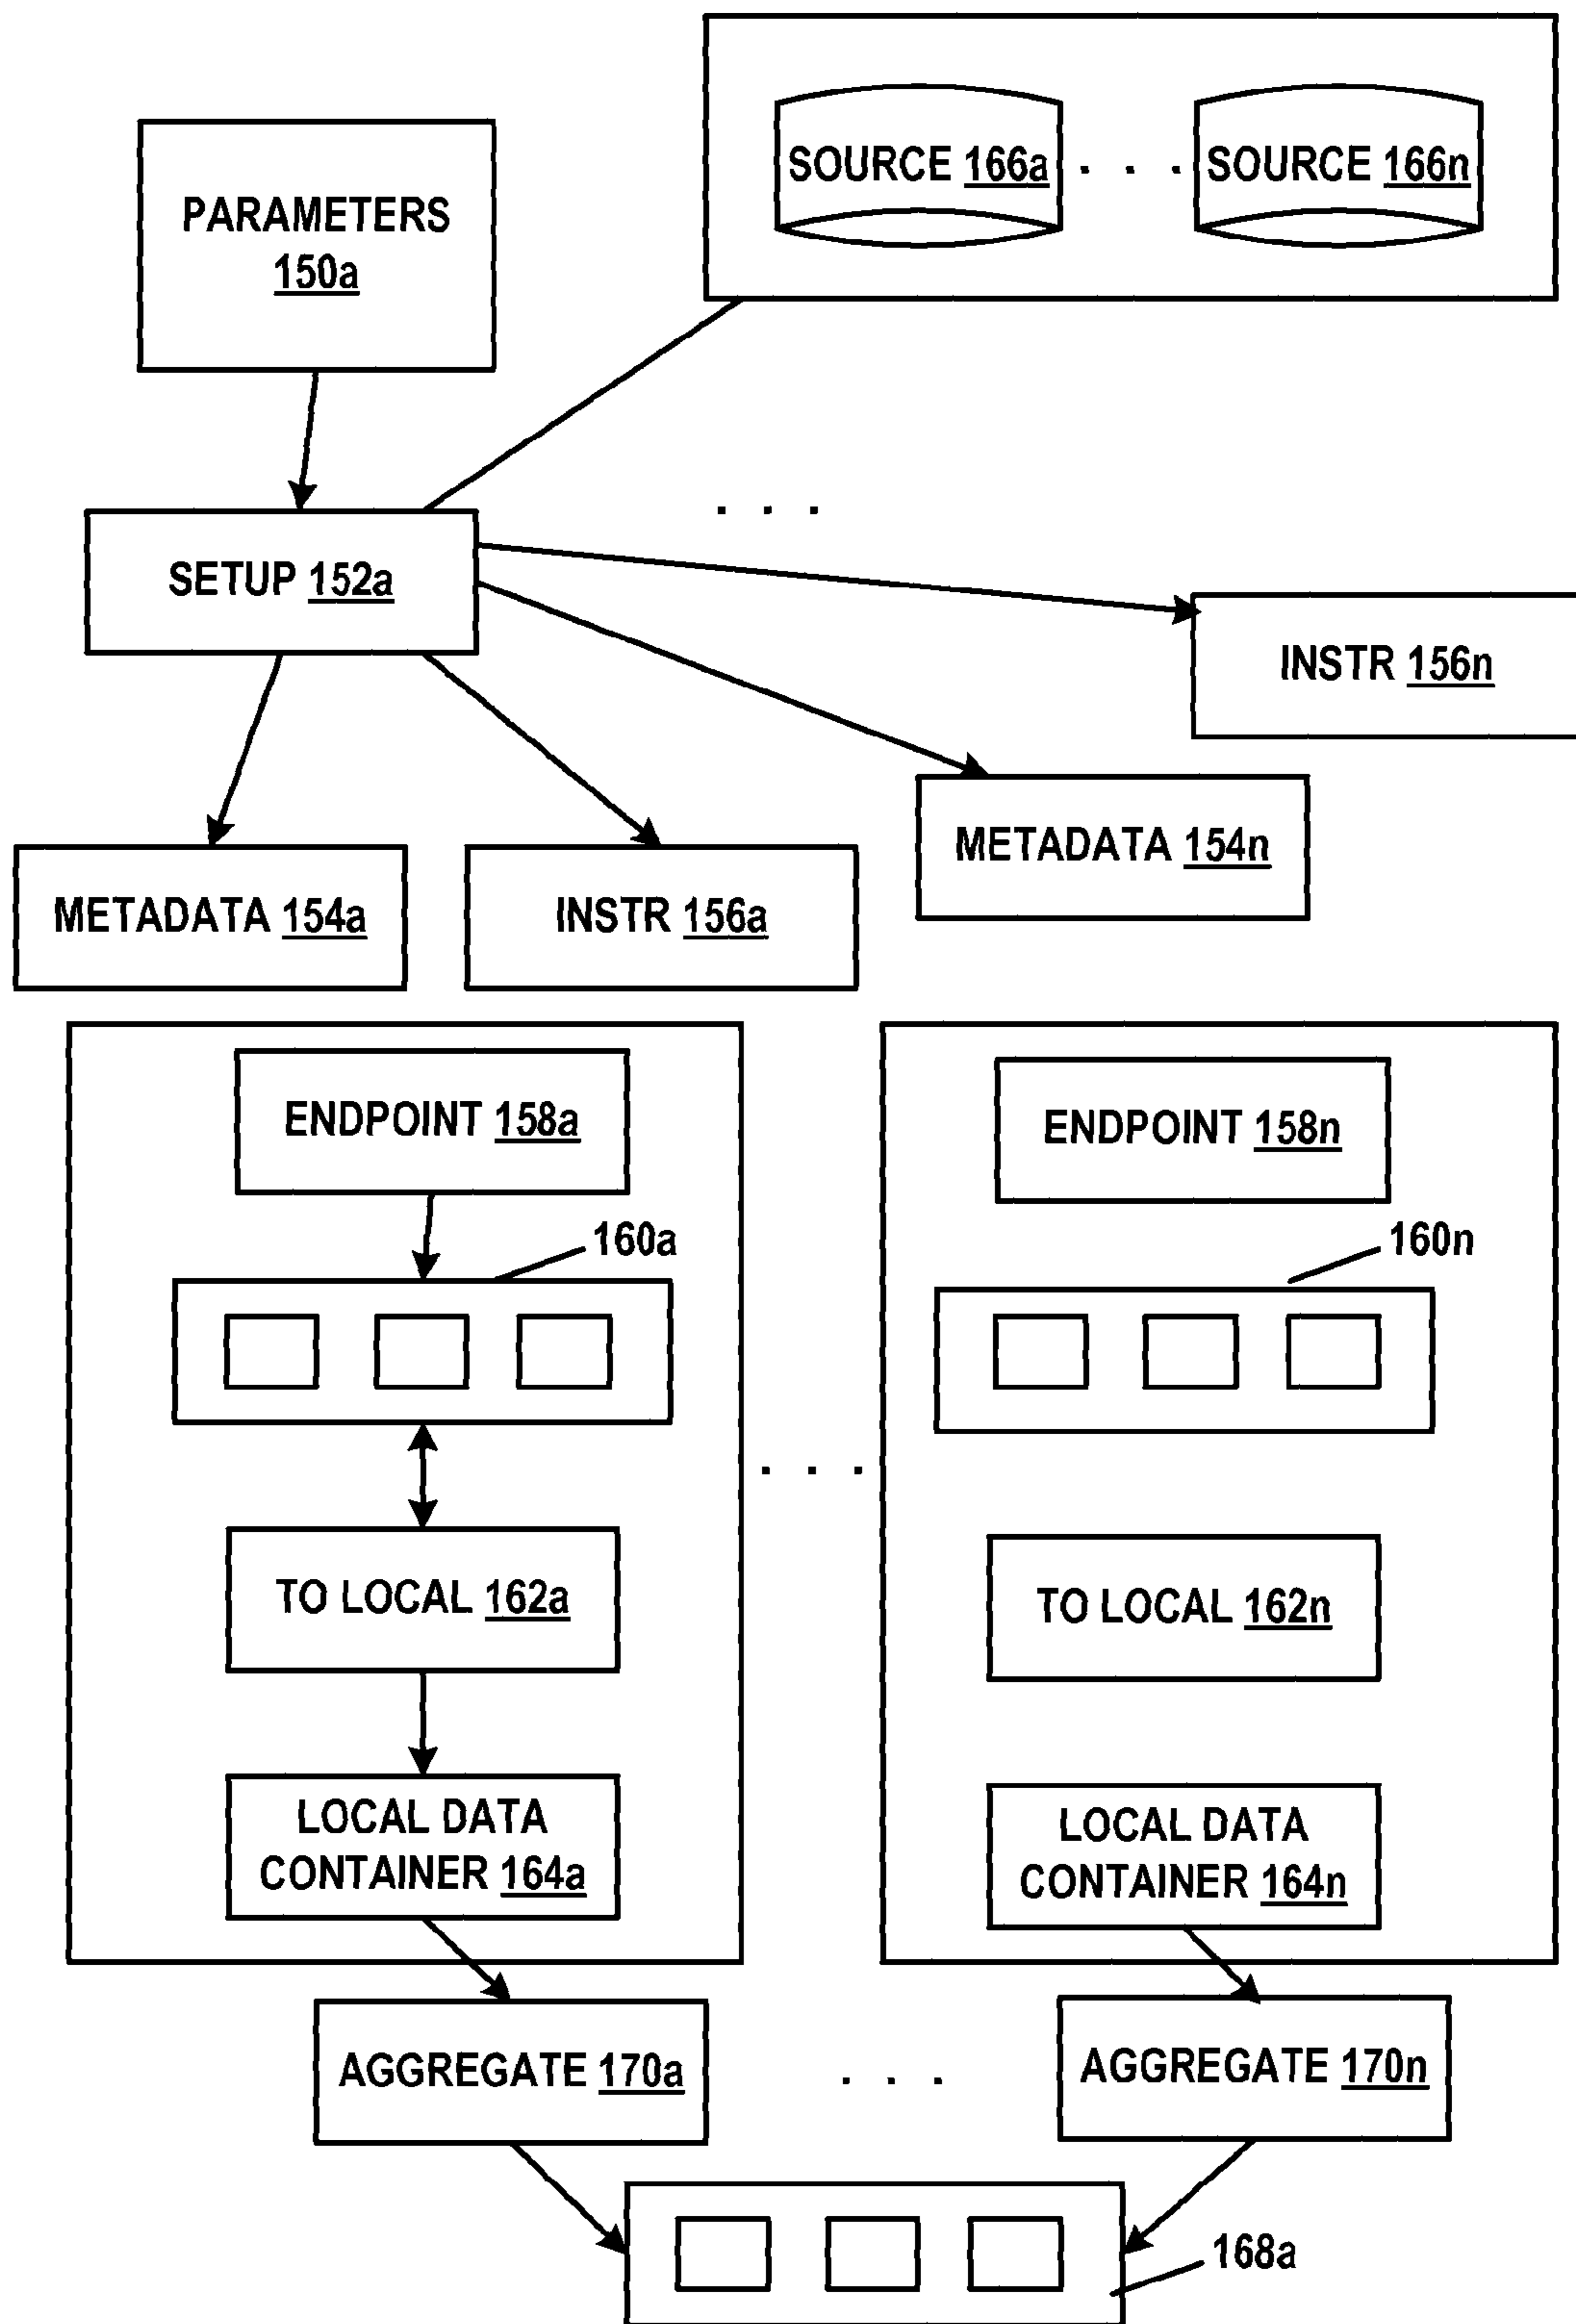 SOURCE 166a . . . SOURCE 166n
PARAMETERS
150a
. . .
SETUP 152a
INSTR 156n
METADATA 154n
METADATA 154a
INSTR 156a
ENDPOINT 158a
ENDPOINT 158n
160a
160n
. . .
TO LOCAL 162a
TO LOCAL 162n
LOCAL DATA
CONTAINER 164a
LOCAL DATA
CONTAINER 164n
AGGREGATE 170a
. . .
AGGREGATE 170n
168a